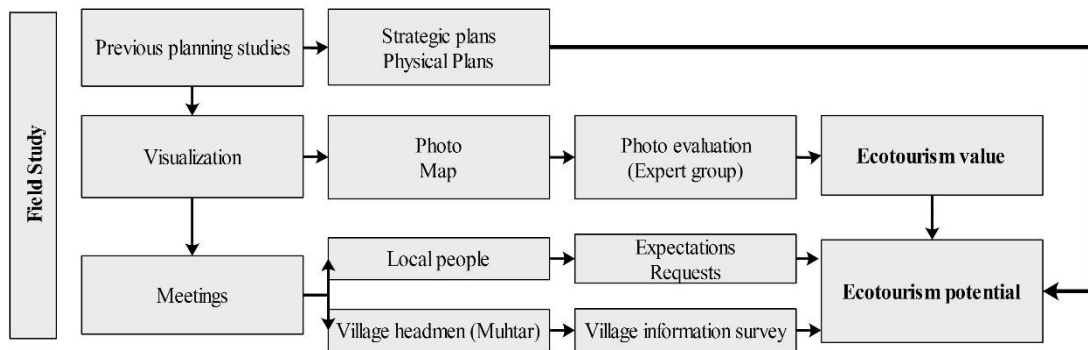 Field Study
Previous planning studies
Strategic plans
Physical Plans
Visualization
Photo
Map
Photo evaluation
(Expert group)
Ecotourism value
Meetings
Local people
Expectations
Requests
Ecotourism potential
Village headmen (Muhtar)
Village information survey